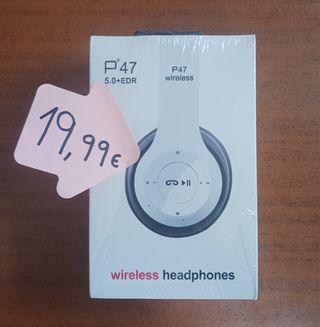 P47
5.0+EDR
P47
wireless
19,99€
wireless headphones